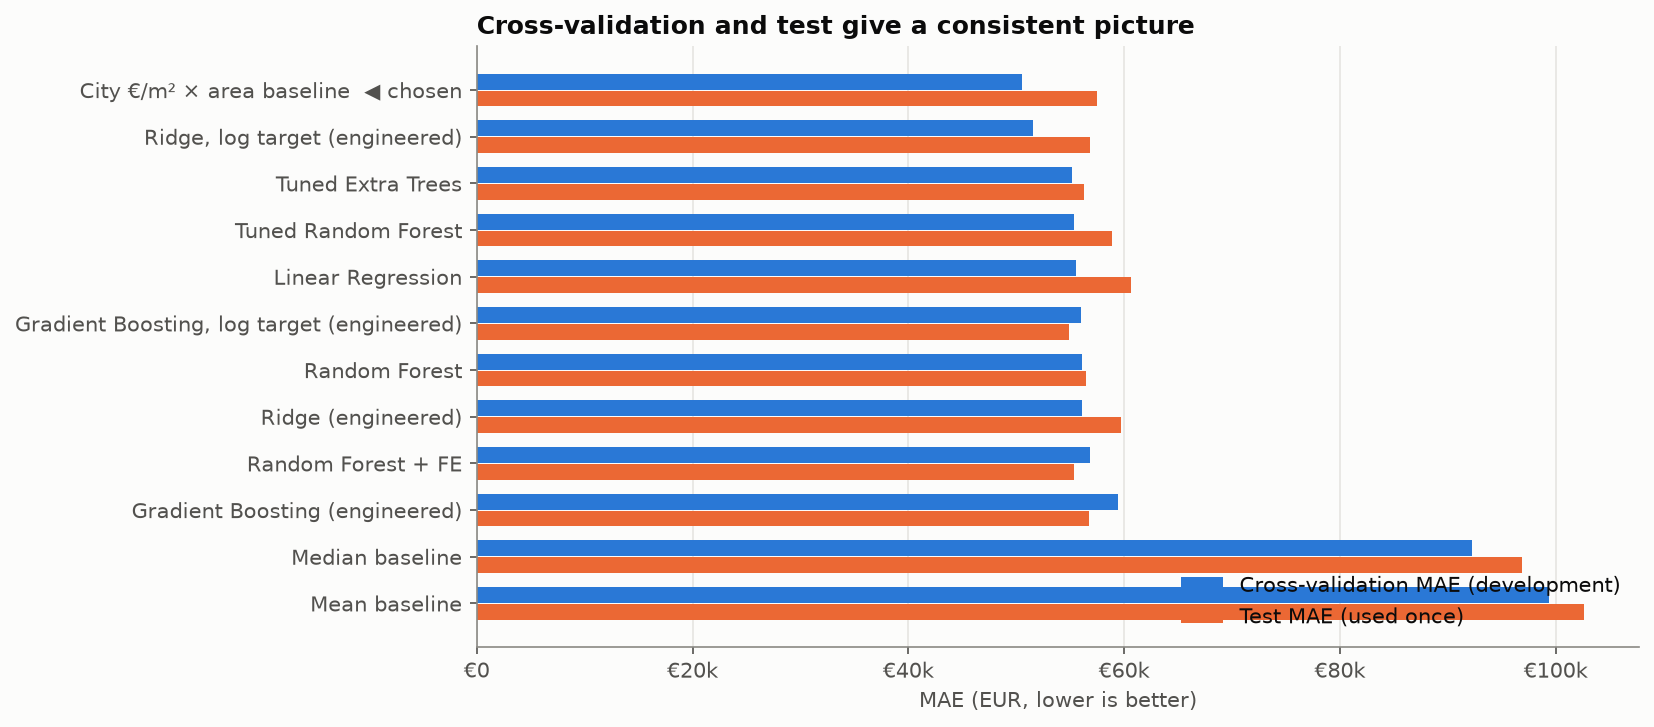 Cross-validation and test give a consistent picture
City €/m² × area baseline ◀ chosen
Ridge, log target (engineered)
Tuned Extra Trees
Tuned Random Forest
Linear Regression
Gradient Boosting, log target (engineered)
Random Forest
Ridge (engineered)
Random Forest + FE
Gradient Boosting (engineered)
Median baseline
Mean baseline
Cross-validation MAE (development)
Test MAE (used once)
€0 €20k €40k €60k €80k €100k
MAE (EUR, lower is better)